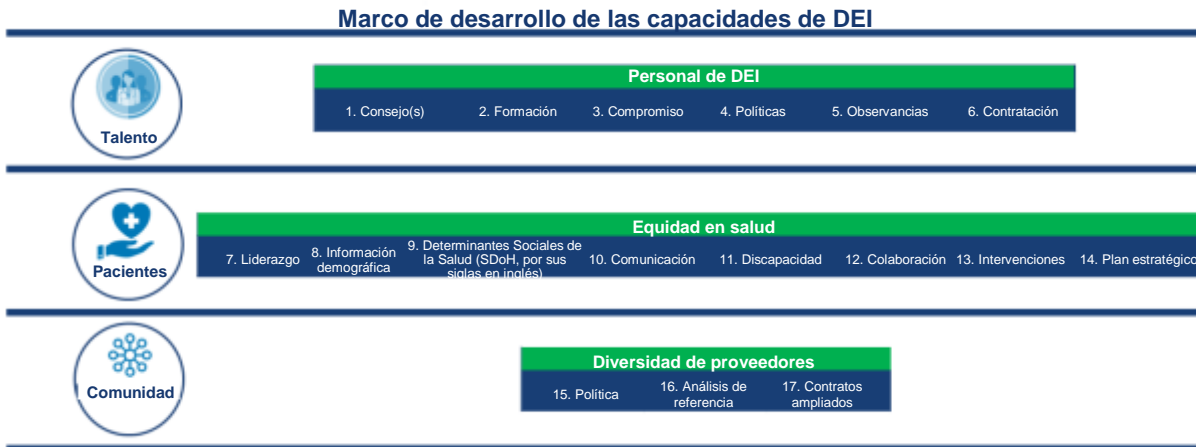 Marco de desarrollo de las capacidades de DEI
Talento
Personal de DEI
1. Consejo(s)
2. Formación
3. Compromiso
4. Políticas
5. Observancias
6. Contratación
Pacientes
Equidad en salud
7. Liderazgo
8. Información
demográfica
9. Determinantes Sociales de
la Salud (SDoH, por sus
siglas en inglés)
10. Comunicación
11. Discapacidad
12. Colaboración
13. Intervenciones
14. Plan estratégico
Comunidad
Diversidad de proveedores
15. Política
16. Análisis de
referencia
17. Contratos
ampliados